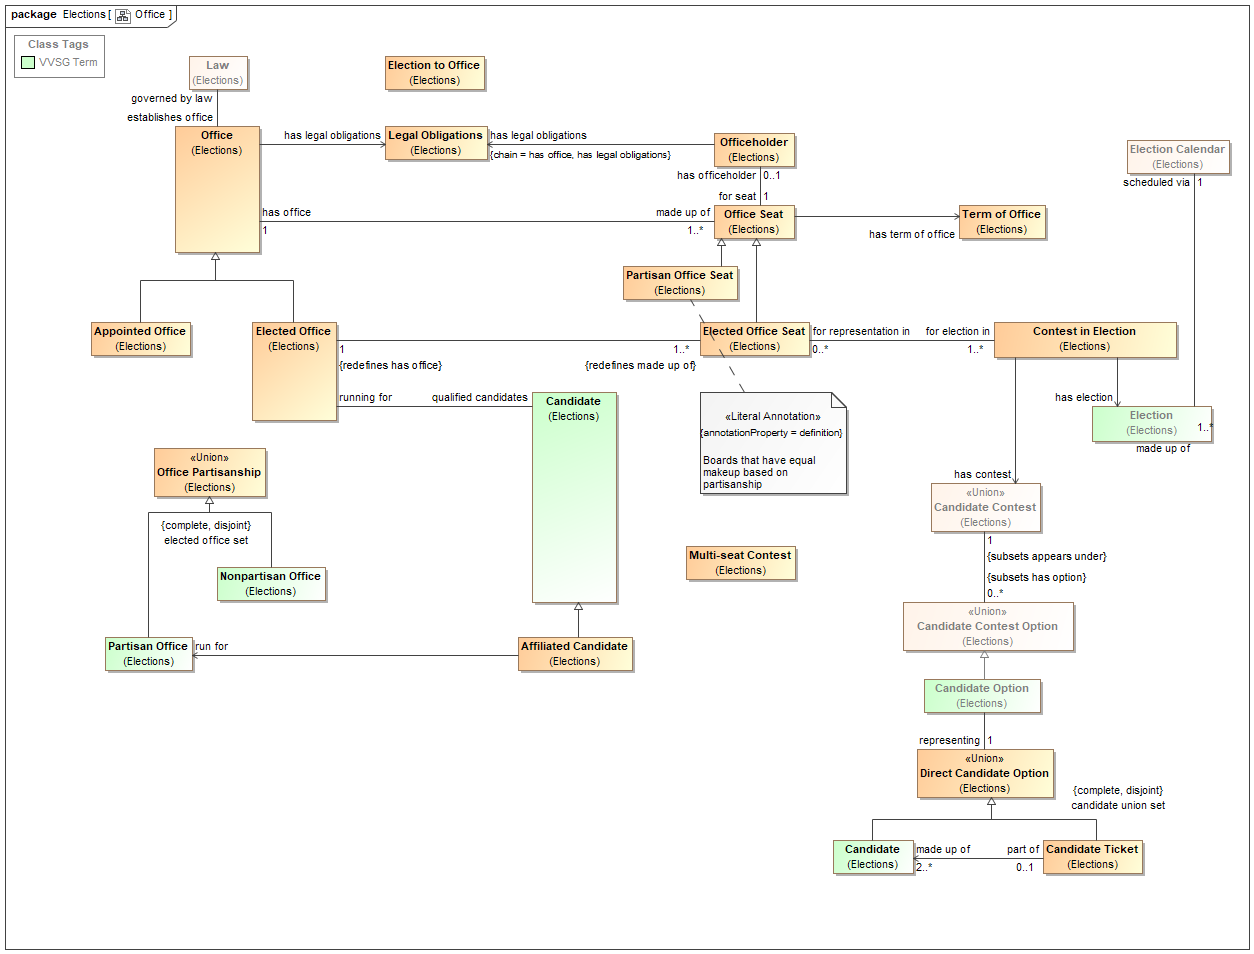 package Elections [ Office ]
Class Tags
VVSG Term
Law
(Elections)
governed by law
establishes office
Election to Office
(Elections)
Office
(Elections)
has legal obligations
Legal Obligations
(Elections)
has legal obligations
{chain = has office, has legal obligations}
Officeholder
(Elections)
has officeholder
0..1
for seat
1
Election Calendar
(Elections)
scheduled via
1
has office
1
made up of
1..*
Office Seat
(Elections)
has term of office
Term of Office
(Elections)
Partisan Office Seat
(Elections)
Appointed Office
(Elections)
Elected Office
(Elections)
1
{redefines has office}
1..*
{redefines made up of}
Elected Office Seat
(Elections)
for representation in
0..*
for election in
1..*
Contest in Election
(Elections)
running for
qualified candidates
Candidate
(Elections)
«Literal Annotation»
{annotationProperty = definition}
Boards that have equal
makeup based on
partisanship
has election
Election
(Elections)
1..*
made up of
«Union»
Office Partisanship
(Elections)
{complete, disjoint}
elected office set
Nonpartisan Office
(Elections)
Partisan Office
(Elections)
run for
Affiliated Candidate
(Elections)
Multi-seat Contest
(Elections)
has contest
«Union»
Candidate Contest
(Elections)
1
{subsets appears under}
{subsets has option}
0..*
«Union»
Candidate Contest Option
(Elections)
Candidate Option
(Elections)
representing
1
«Union»
Direct Candidate Option
(Elections)
{complete, disjoint}
candidate union set
Candidate
(Elections)
made up of
2..*
part of
0..1
Candidate Ticket
(Elections)